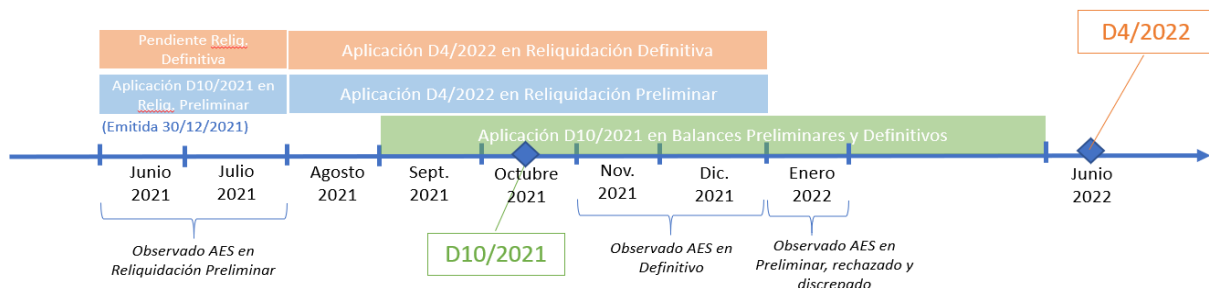 D4/2022
Pendiente Reliq.
Definitiva
Aplicación D4/2022 en Reliquidación Definitiva
Aplicación D10/2021 en
Reliq. Preliminar
Aplicación D4/2022 en Reliquidación Preliminar
(Emitida 30/12/2021)
Aplicación D10/2021 en Balances Preliminares y Definitivos
Junio
2021
Julio
2021
Agosto
2021
Sept.
2021
Octubre
2021
Nov.
2021
Dic.
2021
Enero
2022
Junio
2022
Observado AES en
Reliquidación Preliminar
D10/2021
Observado AES en
Definitivo
Observado AES en
Preliminar, rechazado y
discrepado